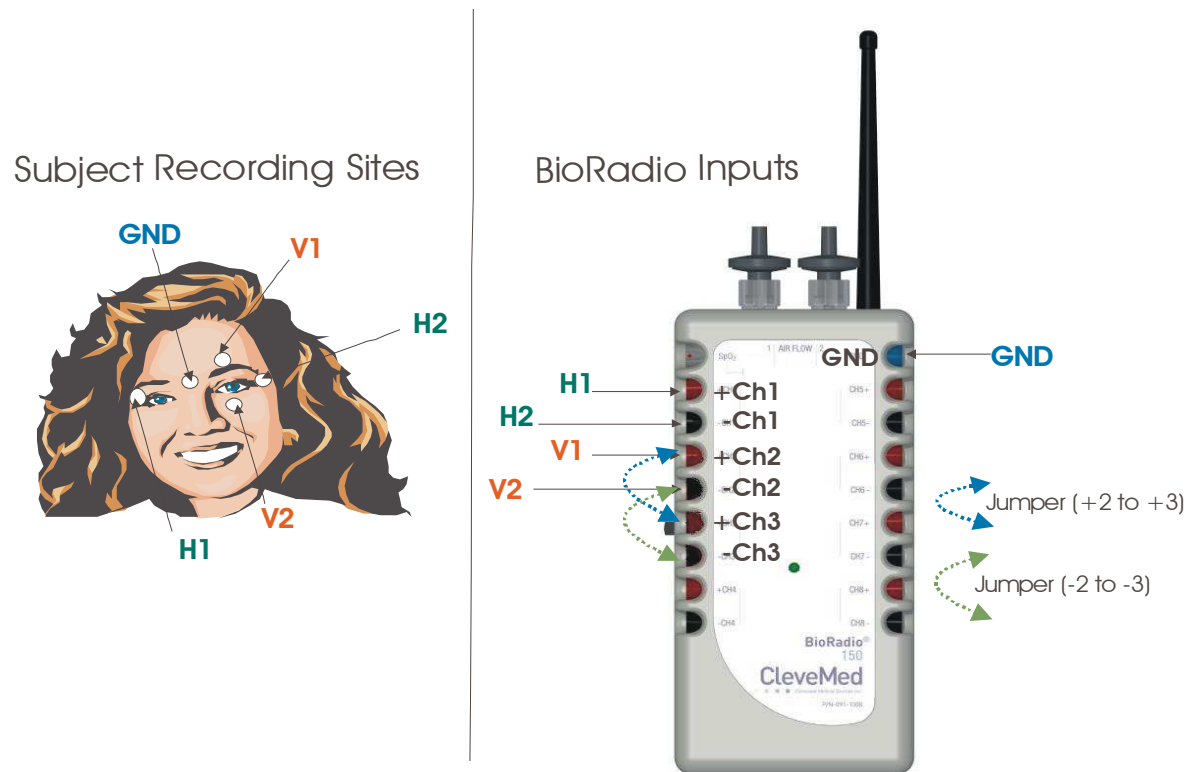 Subject Recording Sites
GND
V1
H2
V2
H1
BioRadio Inputs
1 AIR FLOW 2
SpO2
GND
GND
H1
+Ch1
CH5+
H2
-Ch1
CH5-
V1
+Ch2
CH6+
V2
-Ch2
CH6-
+Ch3
CH7+
-Ch3
CH7-
+CH4
CH8+
-CH4
CH8-
Jumper (+2 to +3)
Jumper (-2 to -3)
BioRadio®
150
CleveMed